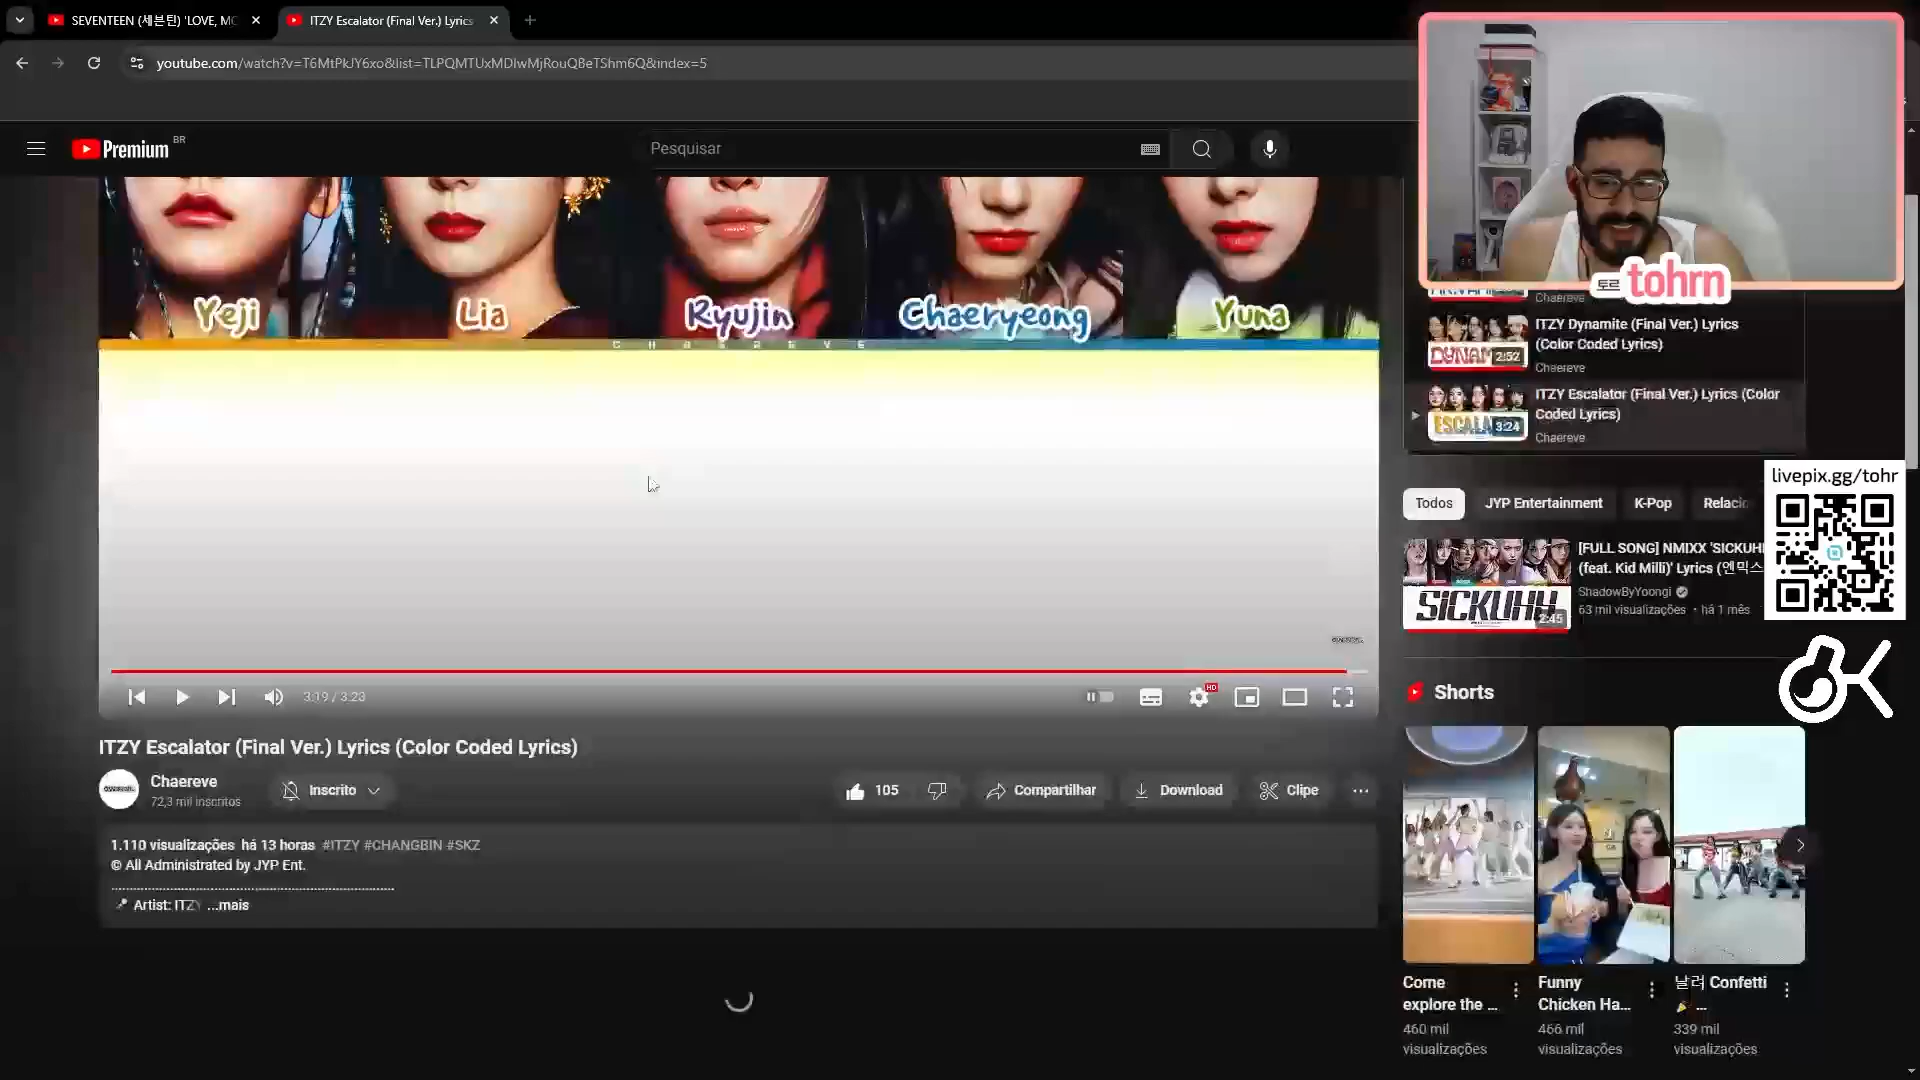 SEVENTEEN (세븐틴) 'LOVE, MO
ITZY Escalator (Final Ver.) Lyrics
youtube.com/watch?v=T6MtPkJY6xo&list=TLPQMTUxMDIwMjRouQBeTShm6Q&index=5
Premium BR
Pesquisar
토르 tohrn
Yeji
Lia
Ryujin
Chaeryeong
Yuna
CHAEREVE
Chaereve
ITZY Dynamite (Final Ver.) Lyrics
(Color Coded Lyrics)
Chaereve
2:52
ITZY Escalator (Final Ver.) Lyrics (Color
Coded Lyrics)
Chaereve
3:24
livepix.gg/tohr
Todos
JYP Entertainment
K-Pop
Relacio
[FULL SONG] NMIXX 'SICKUHH
(feat. Kid Milli)' Lyrics (엔믹스
ShadowByYoongi
63 mil visualizações • há 1 mês
SICKUHH
2:45
OK
3:19 / 3:23
HD
ITZY Escalator (Final Ver.) Lyrics (Color Coded Lyrics)
Chaereve
72,3 mil inscritos
Inscrito
105
Compartilhar
Download
Clipe
1.110 visualizações há 13 horas #ITZY #CHANGBIN #SKZ
© All Administrated by JYP Ent.
Artist: ITZY ...mais
Shorts
Come
explore the ...
460 mil
visualizações
Funny
Chicken Ha...
466 mil
visualizações
날려 Confetti
🎉 ...
339 mil
visualizações